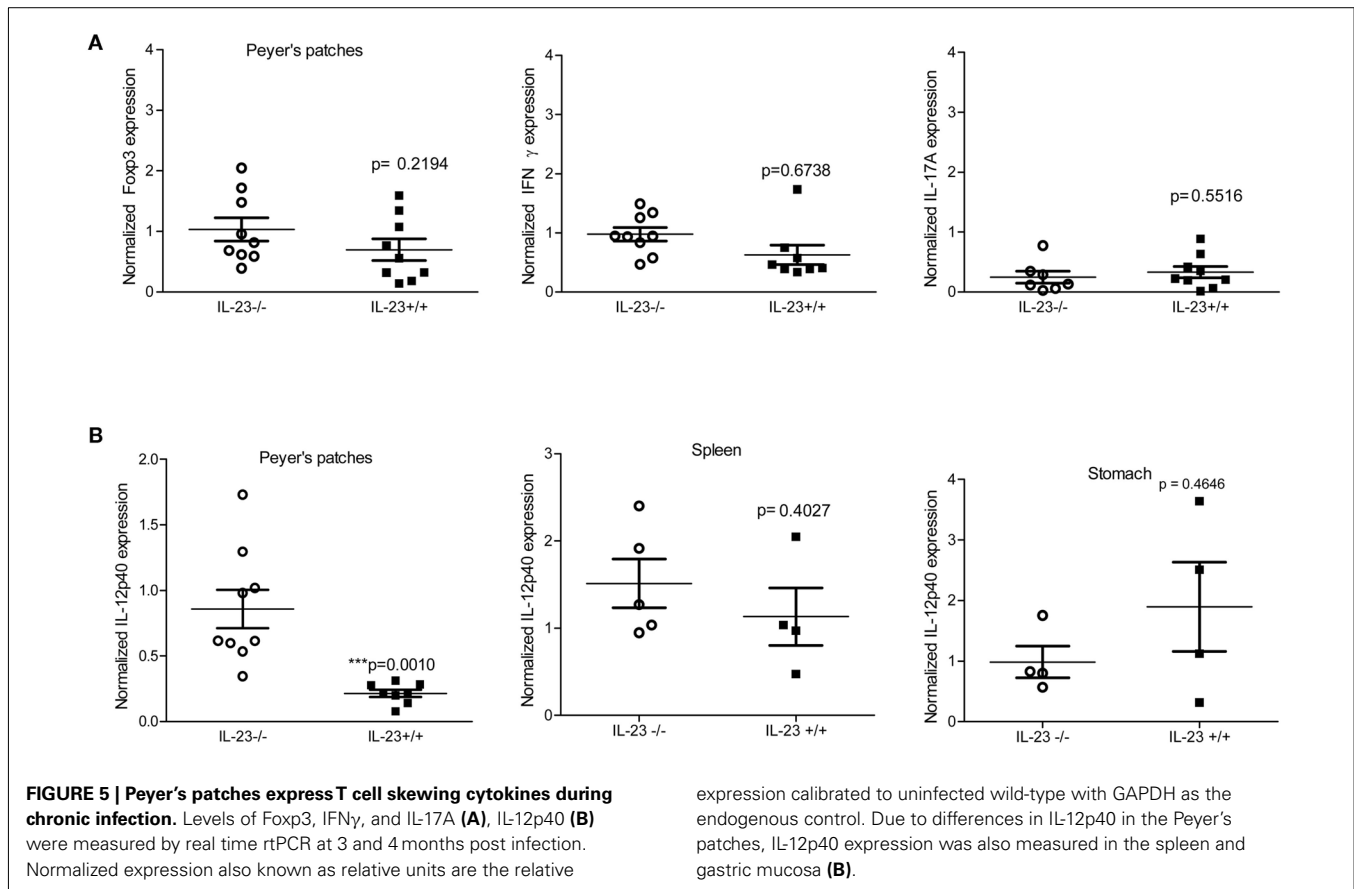 A
Peyer's patches
Normalized Foxp3 expression
4
3
2
1
0
p= 0.2194
IL-23-/-
IL-23+/+
Normalized IFN γ expression
4
3
2
1
0
p=0.6738
IL-23-/-
IL-23+/+
Normalized IL-17A expression
4
3
2
1
0
p=0.5516
IL-23-/-
IL-23+/+
B
Peyer's patches
Normalized IL-12p40 expression
2.0
1.5
1.0
0.5
0.0
***p=0.0010
IL-23-/-
IL-23+/+
Spleen
Normalized IL-12p40 expression
3
2
1
0
p= 0.4027
IL-23 -/-
IL-23 +/+
Stomach
Normalized IL-12p40 expression
4
3
2
1
0
p = 0.4646
IL-23 -/-
IL-23 +/+
FIGURE 5 | Peyer's patches express T cell skewing cytokines during
chronic infection. Levels of Foxp3, IFNγ, and IL-17A (A), IL-12p40 (B)
were measured by real time rtPCR at 3 and 4 months post infection.
Normalized expression also known as relative units are the relative
expression calibrated to uninfected wild-type with GAPDH as the
endogenous control. Due to differences in IL-12p40 in the Peyer's
patches, IL-12p40 expression was also measured in the spleen and
gastric mucosa (B).